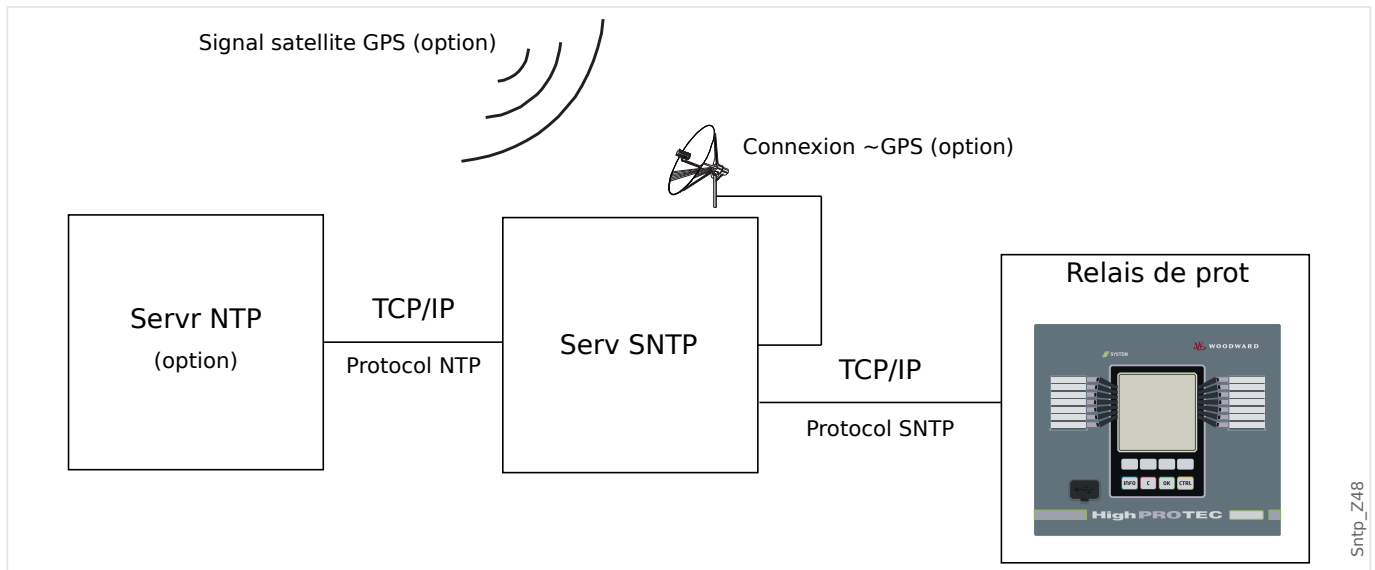 Signal satellite GPS (option)
Connexion ~GPS (option)
Servr NTP
(option)
TCP/IP
Protocol NTP
Serv SNTP
TCP/IP
Protocol SNTP
Relais de prot
SYSTEM
WOODWARD
INFO C OK CTRL
HighPROTEC
Sntp_Z48